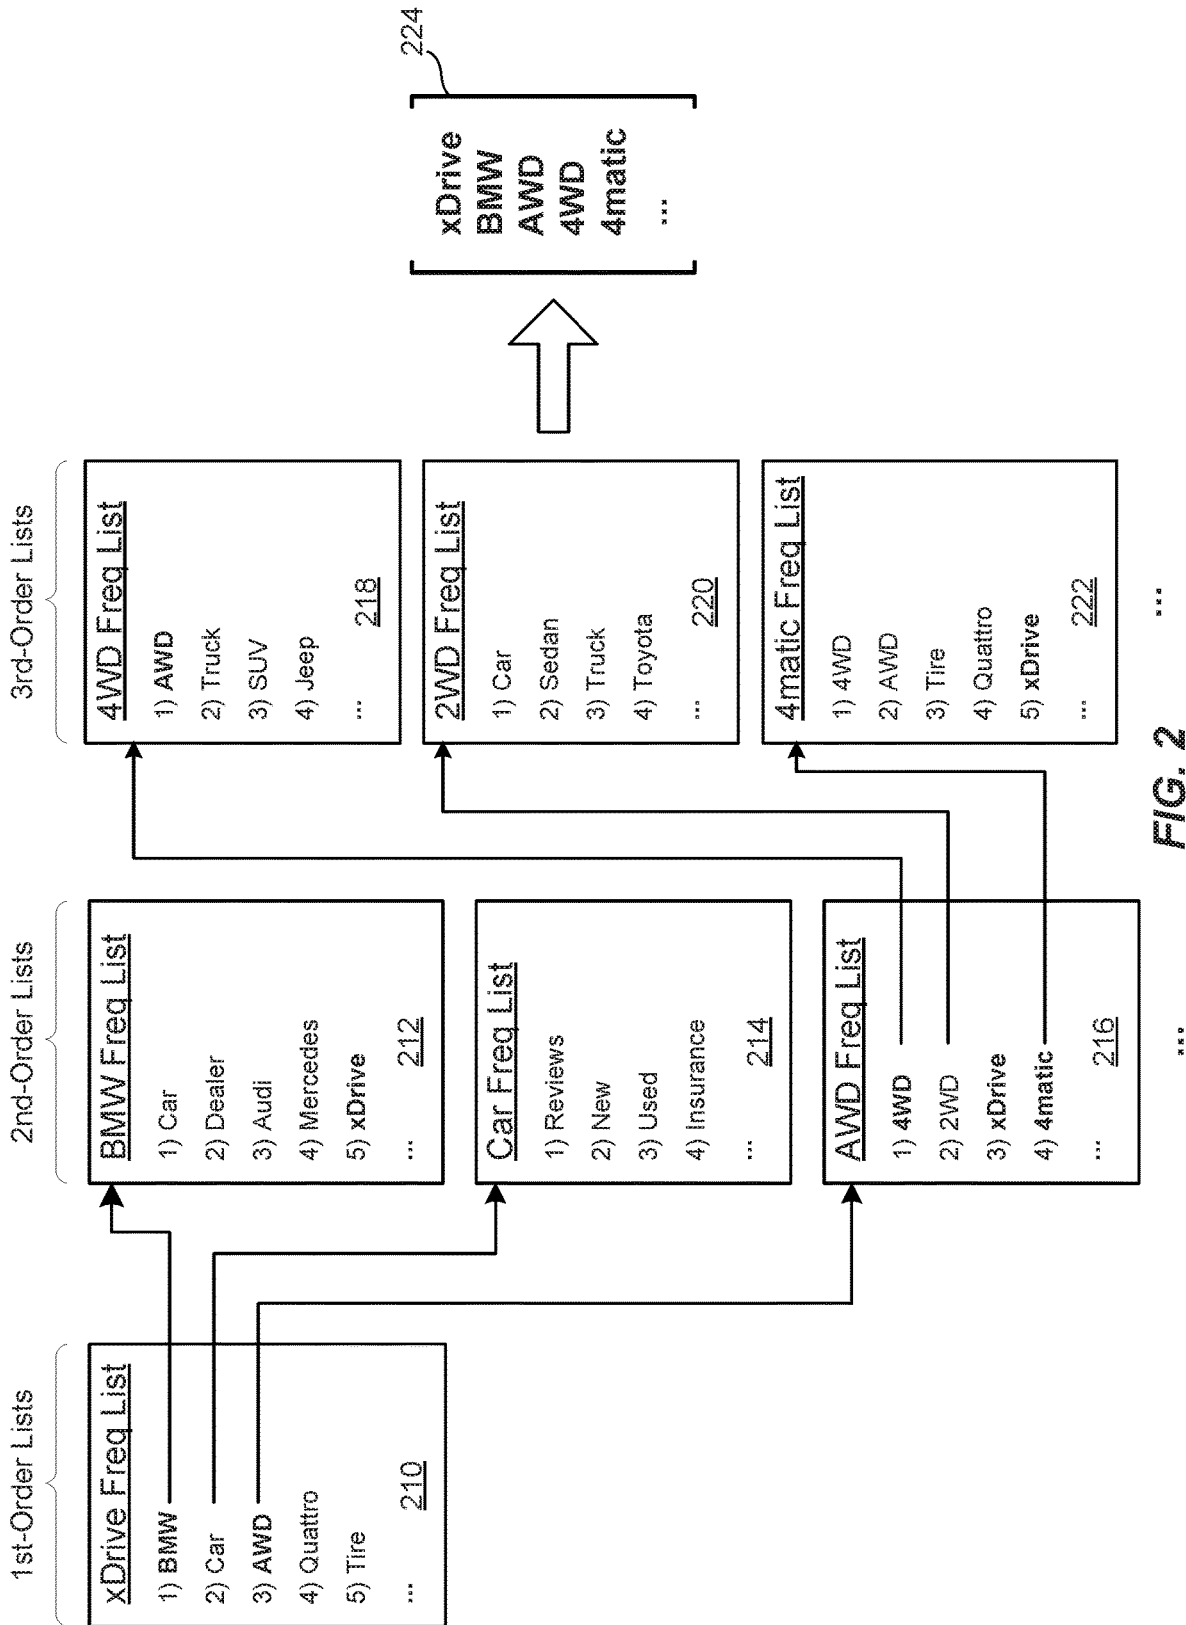 1st-Order Lists
xDrive Freq List
1) BMW
2) Car
3) AWD
4) Quattro
5) Tire
...
210
2nd-Order Lists
BMW Freq List
1) Car
2) Dealer
3) Audi
4) Mercedes
5) xDrive
...
212
Car Freq List
1) Reviews
2) New
3) Used
4) Insurance
...
214
AWD Freq List
1) 4WD
2) 2WD
3) xDrive
4) 4matic
...
216
...
3rd-Order Lists
4WD Freq List
1) AWD
2) Truck
3) SUV
4) Jeep
...
218
2WD Freq List
1) Car
2) Sedan
3) Truck
4) Toyota
...
220
4matic Freq List
1) 4WD
2) AWD
3) Tire
4) Quattro
5) xDrive
...
222
...
224
xDrive
BMW
AWD
4WD
4matic
...
FIG. 2